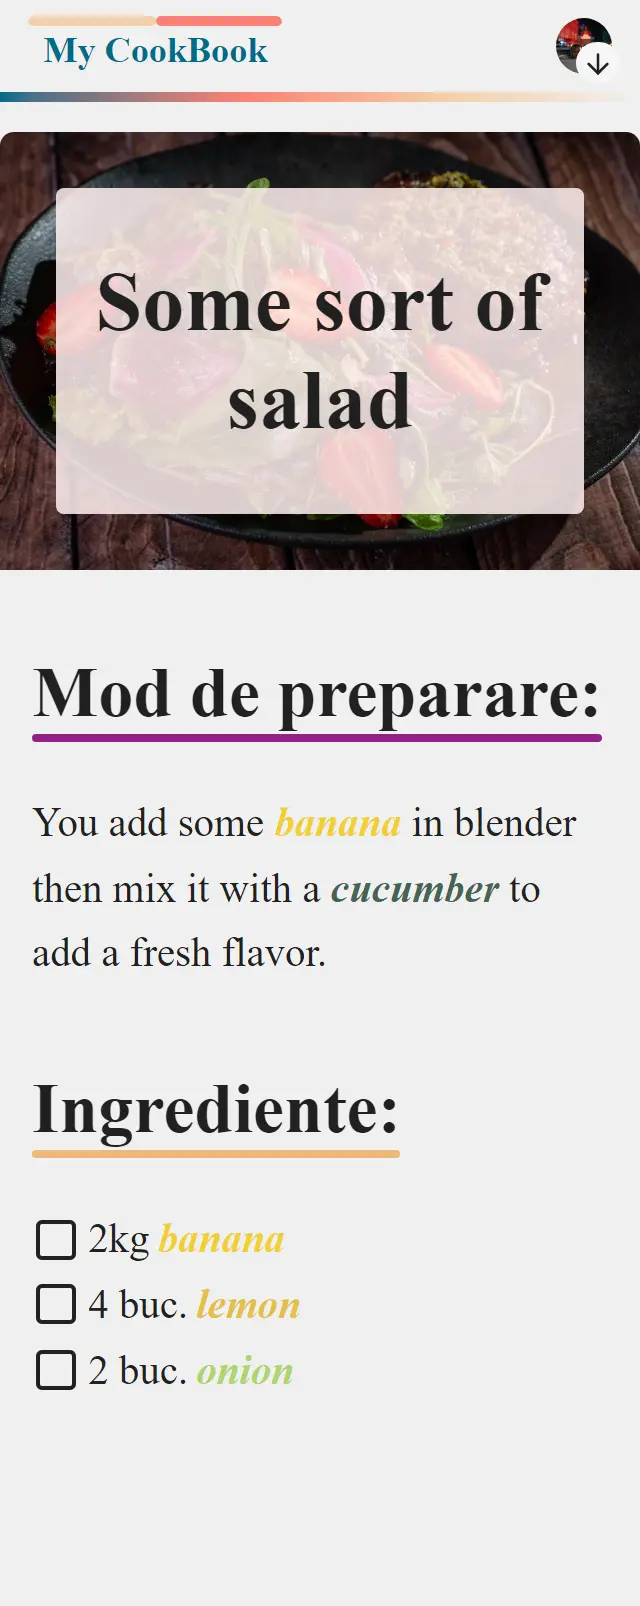 My CookBook
Some sort of
salad
Mod de preparare:
You add some banana in blender
then mix it with a cucumber to
add a fresh flavor.
Ingrediente:
2kg banana
4 buc. lemon
2 buc. onion